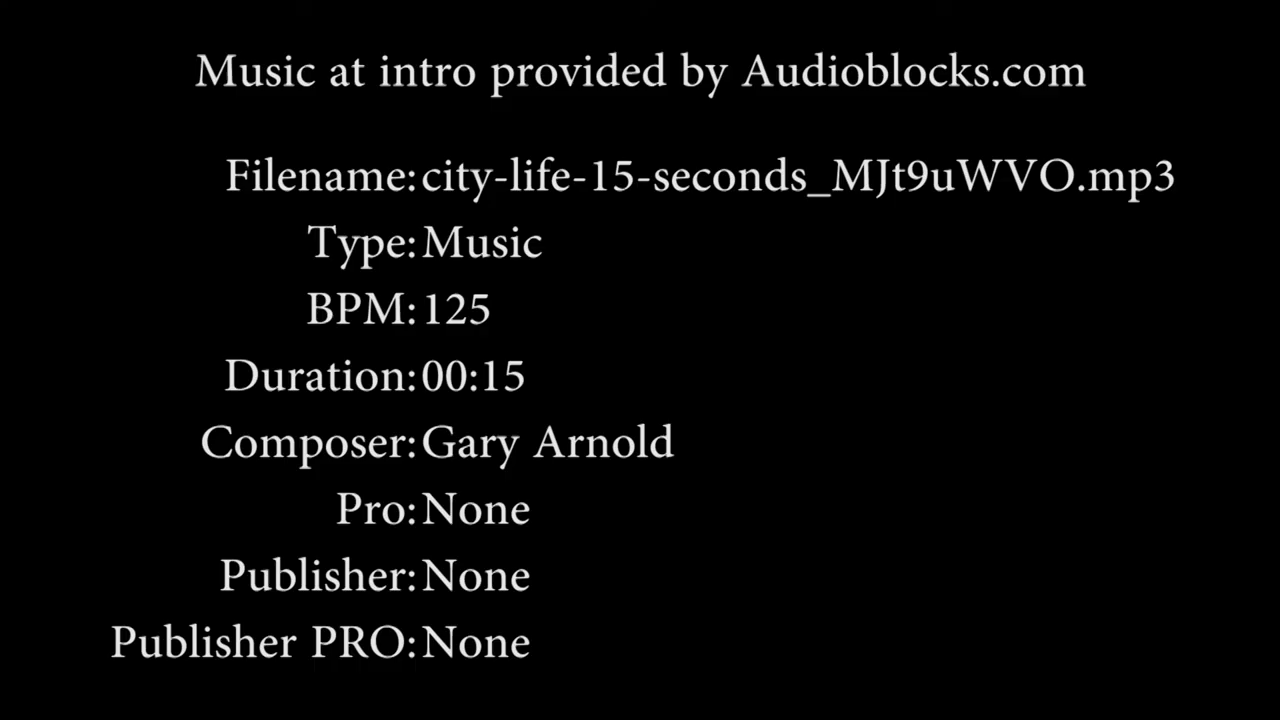 Music at intro provided by Audioblocks.com
Filename: city-life-15-seconds_MJt9uWVO.mp3
Type: Music
BPM: 125
Duration: 00:15
Composer: Gary Arnold
Pro: None
Publisher: None
Publisher PRO: None